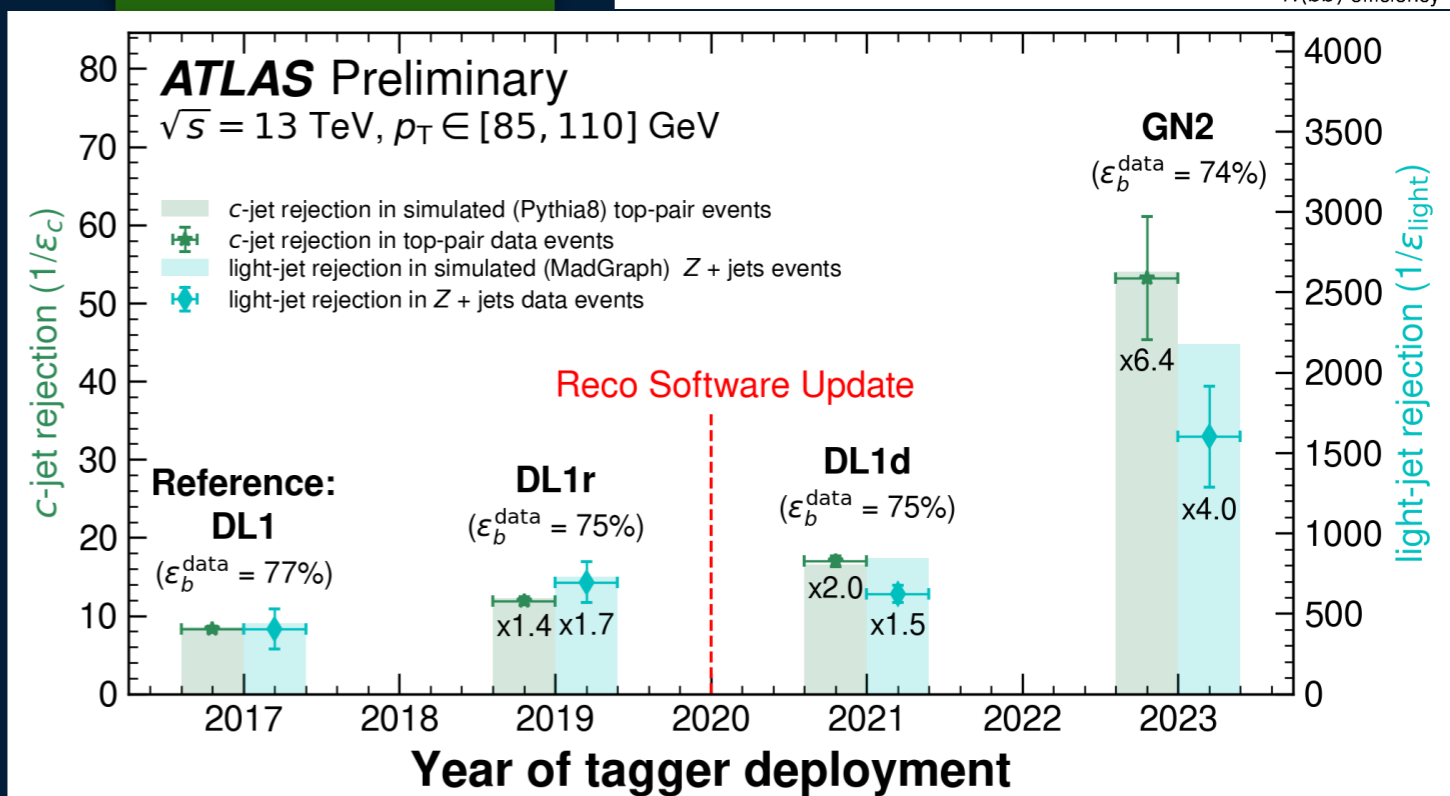 H(bb) efficiency
ATLAS Preliminary
√s = 13 TeV, p_T ∈ [85, 110] GeV
c-jet rejection in simulated (Pythia8) top-pair events
c-jet rejection in top-pair data events
light-jet rejection in simulated (MadGraph) Z + jets events
light-jet rejection in Z + jets data events
Reco Software Update
Reference:
DL1
(ε_b^data = 77%)
DL1r
(ε_b^data = 75%)
x1.4
x1.7
DL1d
(ε_b^data = 75%)
x2.0
x1.5
GN2
(ε_b^data = 74%)
x6.4
x4.0
c-jet rejection (1/ε_c)
80
70
60
50
40
30
20
10
0
light-jet rejection (1/ε_light)
4000
3500
3000
2500
2000
1500
1000
500
0
2017
2018
2019
2020
2021
2022
2023
Year of tagger deployment